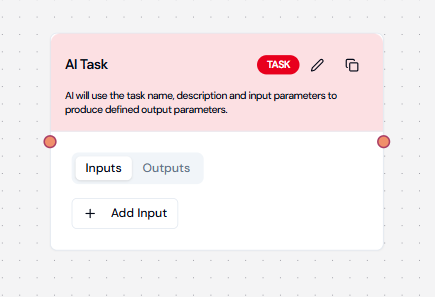 AI Task
TASK
AI will use the task name, description and input parameters to
produce defined output parameters.
Inputs
Outputs
+ Add Input